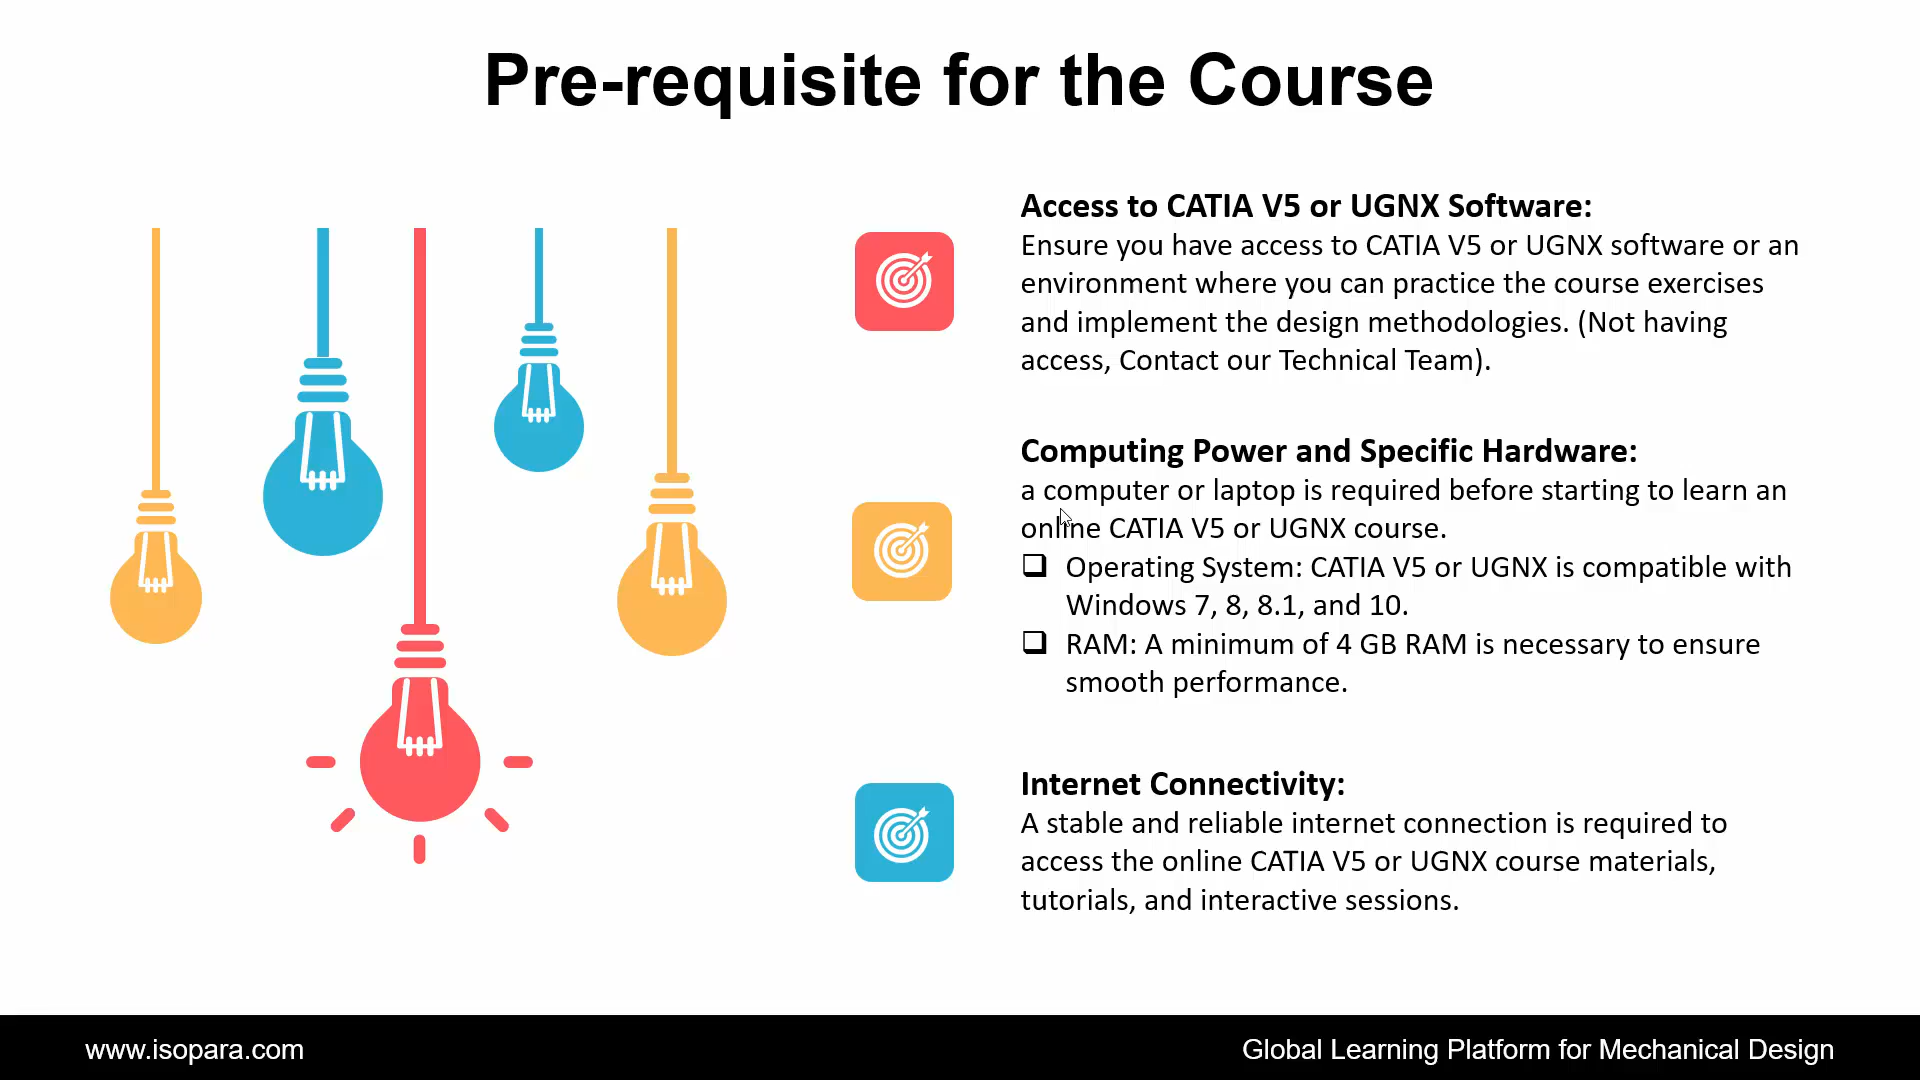 Pre-requisite for the Course
Access to CATIA V5 or UGNX Software:
Ensure you have access to CATIA V5 or UGNX software or an
environment where you can practice the course exercises
and implement the design methodologies. (Not having
access, Contact our Technical Team).
Computing Power and Specific Hardware:
a computer or laptop is required before starting to learn an
online CATIA V5 or UGNX course.
❑ Operating System: CATIA V5 or UGNX is compatible with
Windows 7, 8, 8.1, and 10.
❑ RAM: A minimum of 4 GB RAM is necessary to ensure
smooth performance.
Internet Connectivity:
A stable and reliable internet connection is required to
access the online CATIA V5 or UGNX course materials,
tutorials, and interactive sessions.
www.isopara.com
Global Learning Platform for Mechanical Design